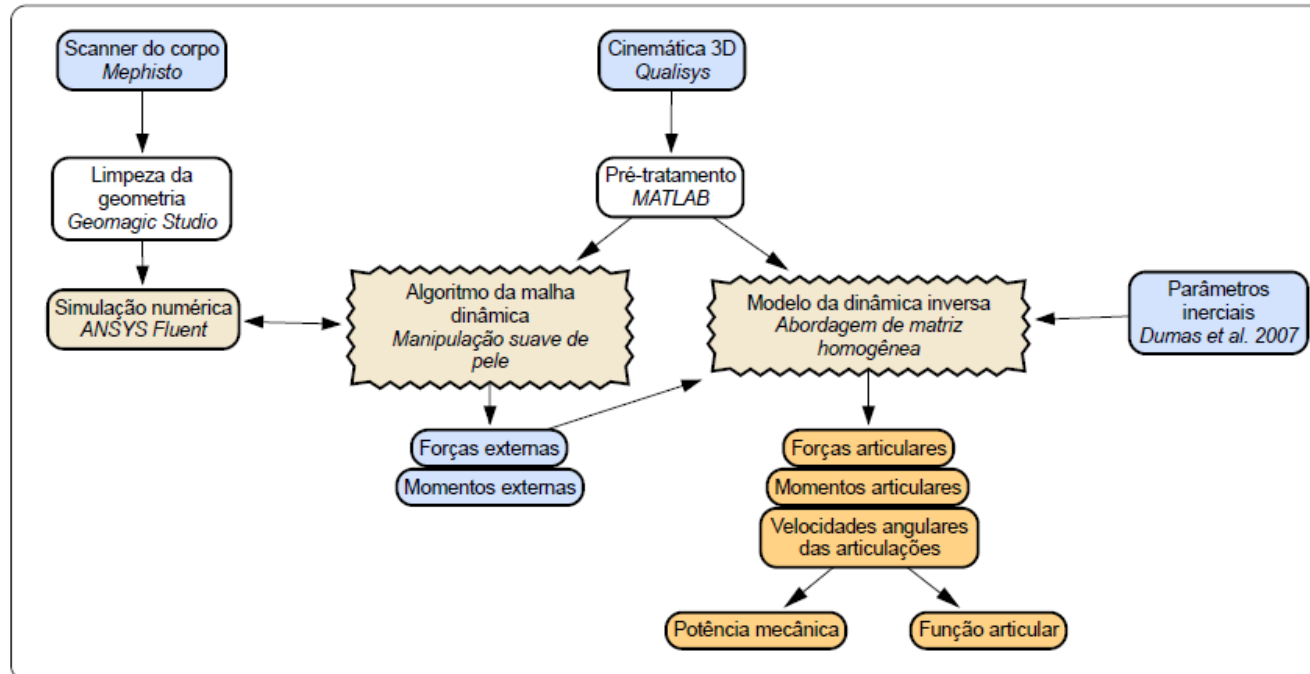 Scanner do corpo
Mephisto
Cinemática 3D
Qualisys
Limpeza da
geometria
Geomagic Studio
Pré-tratamento
MATLAB
Simulação numérica
ANSYS Fluent
Algoritmo da malha
dinâmica
Manipulação suave de
pele
Modelo da dinâmica inversa
Abordagem de matriz
homogênea
Parâmetros
inerciais
Dumas et al. 2007
Forças externas
Momentos externas
Forças articulares
Momentos articulares
Velocidades angulares
das articulações
Potência mecânica
Função articular